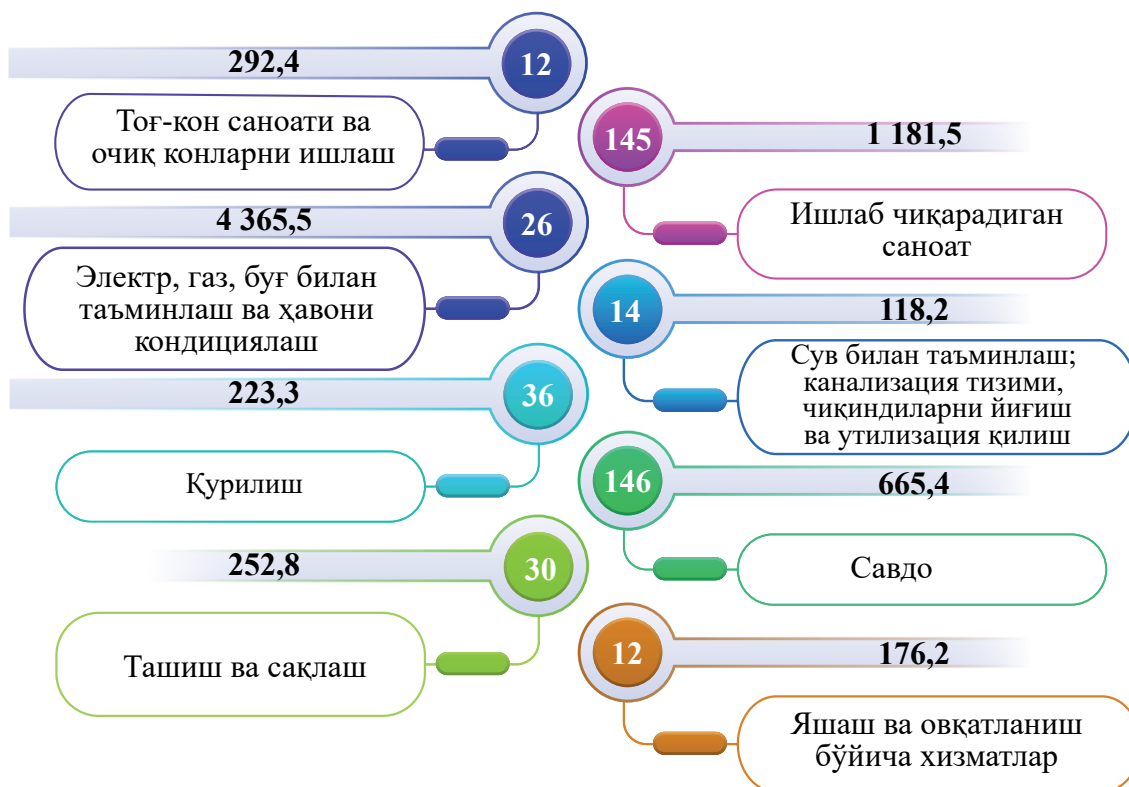 292,4
12
Тоғ-кон саноати ва
очиқ конларни ишлаш
145
1 181,5
Ишлаб чиқарадиган
саноат
4 365,5
26
Электр, газ, буғ билан
таъминлаш ва ҳавони
кондициялаш
14
118,2
Сув билан таъминлаш;
канализация тизими,
чиқиндиларни йиғиш
ва утилизация қилиш
223,3
36
Қурилиш
146
665,4
Савдо
252,8
30
Ташиш ва сақлаш
12
176,2
Яшаш ва овқатланиш
бўйича хизматлар